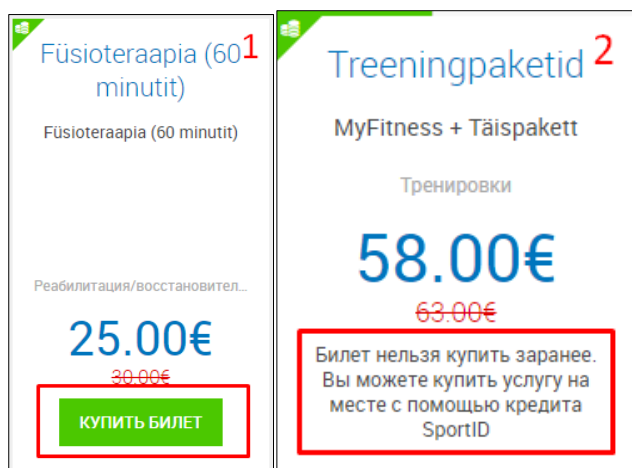 Füsioteraapia (60 1
minutit)
Füsioteraapia (60 minutit)
Реабилитация/восстановител...
25.00€
30.00€
КУПИТЬ БИЛЕТ
Treeningpaketid 2
MyFitness + Täispakett
Тренировки
58.00€
63.00€
Билет нельзя купить заранее.
Вы можете купить услугу на
месте с помощью кредита
SportID